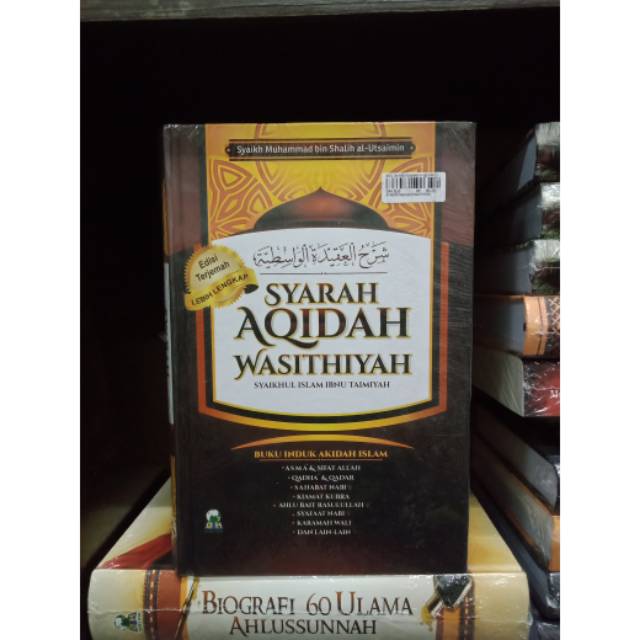 Syaikh Muhammad bin Shalih al-Utsaimin
شرح العقيدة الواسطية
Edisi
Terjemah
LEBIH LENGKAP
SYARAH
AQIDAH
WASITHIYAH
SYAIKHUL ISLAM IBNU TAIMIYAH
BUKU INDUK AKIDAH ISLAM
• ASMA & SIFAT ALLAH
• QADHA & QADAR
• SAHABAT NABI
• KIAMAT KUBRA
• AHLU BAIT RASULULLAH
• SYAFAAT NABI
• KARAMAH WALI
• DAN LAIN-LAIN
BIOGRAFI 60 ULAMA
AHLUSSUNNAH